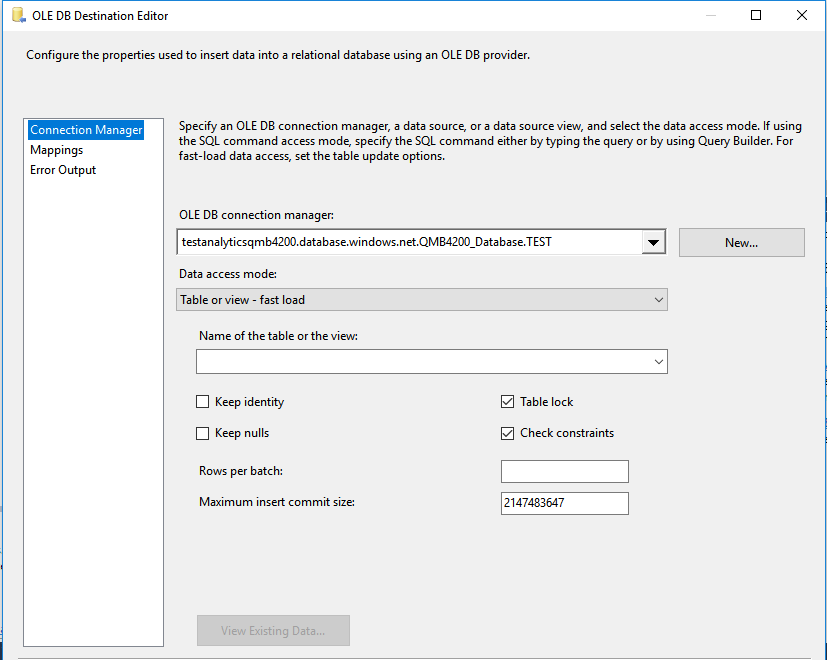 OLE DB Destination Editor
Configure the properties used to insert data into a relational database using an OLE DB provider.
Connection Manager
Mappings
Error Output
Specify an OLE DB connection manager, a data source, or a data source view, and select the data access mode. If using
the SQL command access mode, specify the SQL command either by typing the query or by using Query Builder. For
fast-load data access, set the table update options.
OLE DB connection manager:
testanalyticsqmb4200.database.windows.net.QMB4200_Database.TEST
New...
Data access mode:
Table or view - fast load
Name of the table or the view:
Keep identity
Table lock
Keep nulls
Check constraints
Rows per batch:
Maximum insert commit size:
2147483647
View Existing Data...